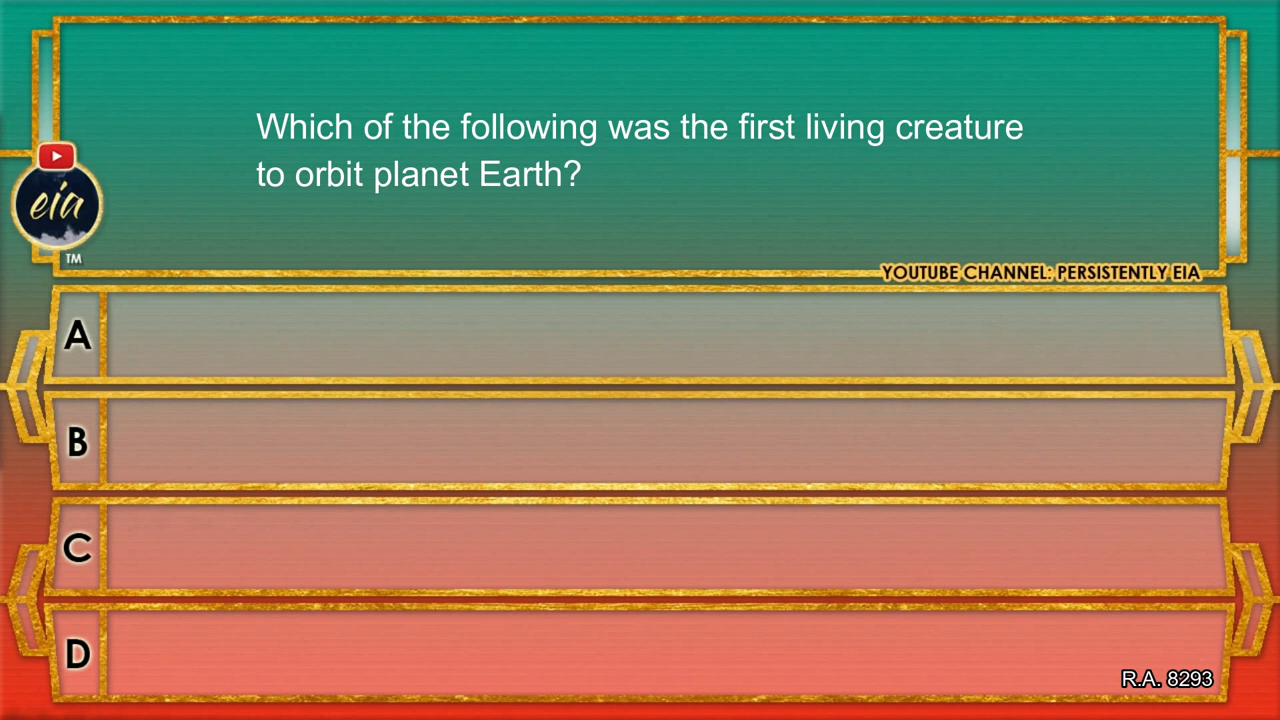 Which of the following was the first living creature
to orbit planet Earth?
eia
TM
YOUTUBE CHANNEL: PERSISTENTLY EIA
A
B
C
D
R.A. 8293